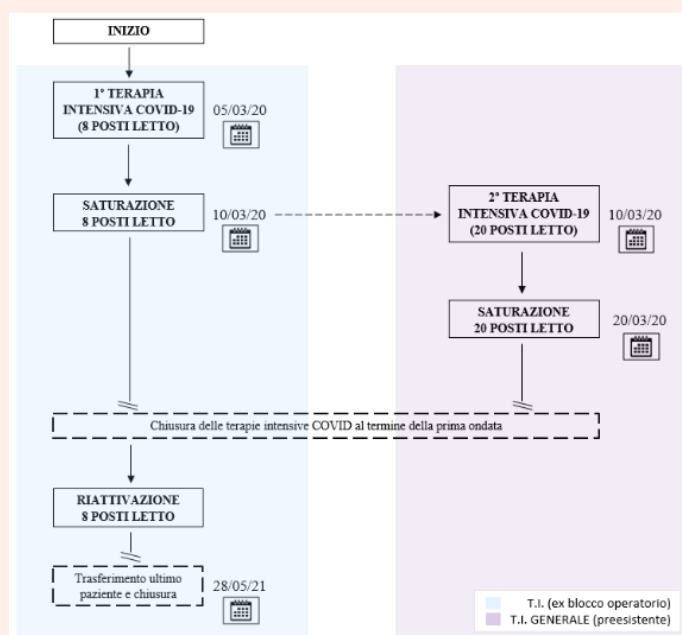 INIZIO
1° TERAPIA
INTENSIVA COVID-19
(8 POSTI LETTO)
05/03/20
SATURAZIONE
8 POSTI LETTO
10/03/20
2° TERAPIA
INTENSIVA COVID-19
(20 POSTI LETTO)
10/03/20
SATURAZIONE
20 POSTI LETTO
20/03/20
Chiusura delle terapie intensive COVID al termine della prima ondata
RIATTIVAZIONE
8 POSTI LETTO
Trasferimento ultimo
paziente e chiusura
28/05/21
T.I. (ex blocco operatorio)
T.I. GENERALE (preesistente)